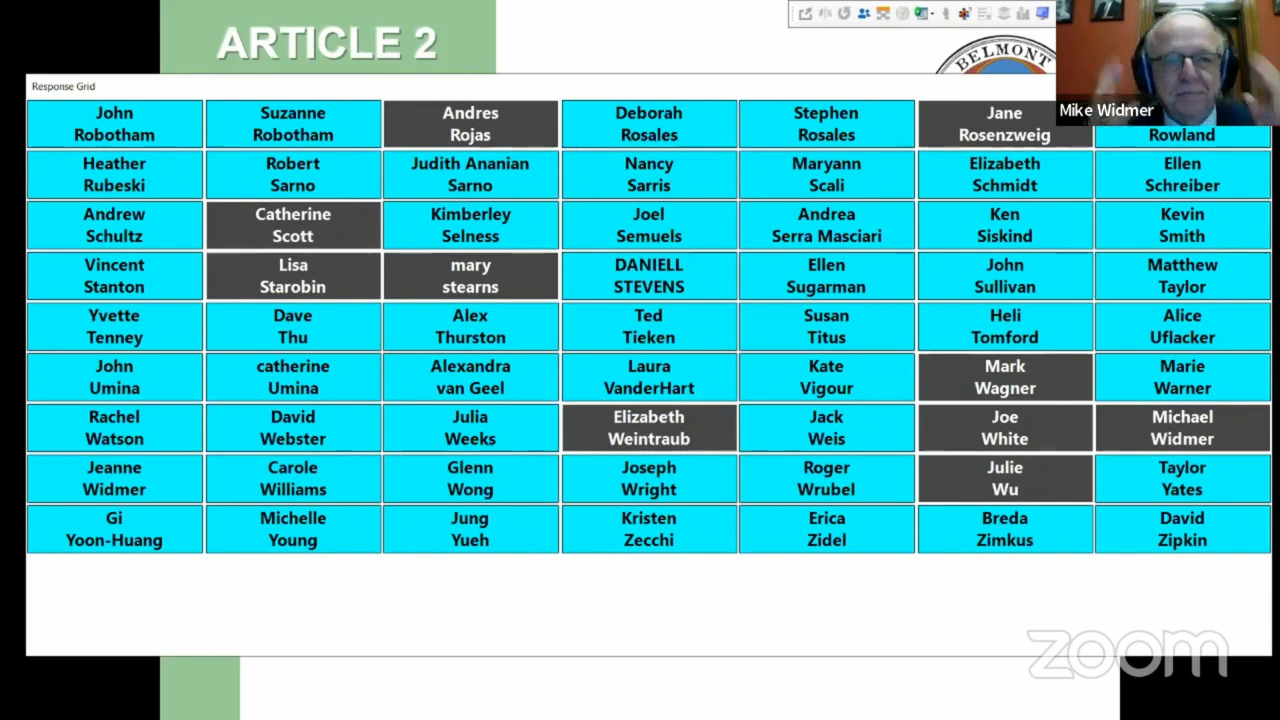 ARTICLE 2
BELMONT
Mike Widmer
Response Grid
John Robotham
Suzanne Robotham
Andres Rojas
Deborah Rosales
Stephen Rosales
Jane Rosenzweig
Rowland
Heather Rubeski
Robert Sarno
Judith Ananian Sarno
Nancy Sarris
Maryann Scali
Elizabeth Schmidt
Ellen Schreiber
Andrew Schultz
Catherine Scott
Kimberley Selness
Joel Semuels
Andrea Serra Masciari
Ken Siskind
Kevin Smith
Vincent Stanton
Lisa Starobin
mary stearns
DANIELL STEVENS
Ellen Sugarman
John Sullivan
Matthew Taylor
Yvette Tenney
Dave Thu
Alex Thurston
Ted Tieken
Susan Titus
Heli Tomford
Alice Uflacker
John Umina
catherine Umina
Alexandra van Geel
Laura VanderHart
Kate Vigour
Mark Wagner
Marie Warner
Rachel Watson
David Webster
Julia Weeks
Elizabeth Weintraub
Jack Weis
Joe White
Michael Widmer
Jeanne Widmer
Carole Williams
Glenn Wong
Joseph Wright
Roger Wrubel
Julie Wu
Taylor Yates
Gi Yoon-Huang
Michelle Young
Jung Yueh
Kristen Zecchi
Erica Zidel
Breda Zimkus
David Zipkin
zoom